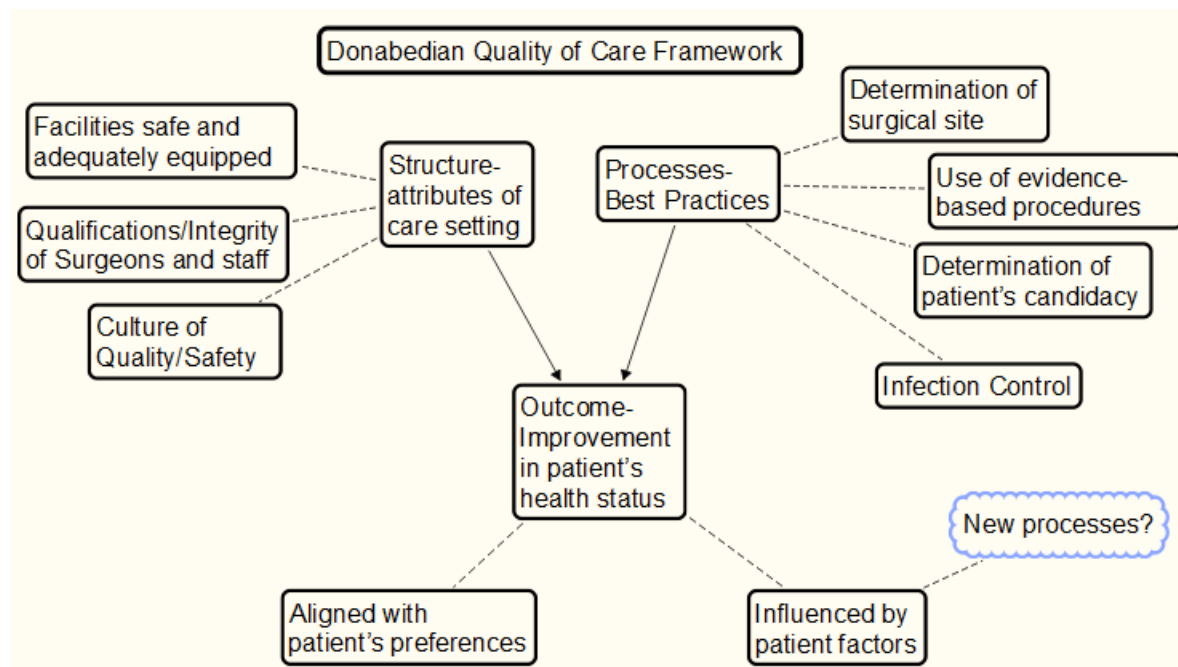 Donabedian Quality of Care Framework
Facilities safe and
adequately equipped
Qualifications/Integrity
of Surgeons and staff
Culture of
Quality/Safety
Structure-
attributes of
care setting
Processes-
Best Practices
Determination of
surgical site
Use of evidence-
based procedures
Determination of
patient's candidacy
Infection Control
Outcome-
Improvement
in patient's
health status
New processes?
Aligned with
patient's preferences
Influenced by
patient factors